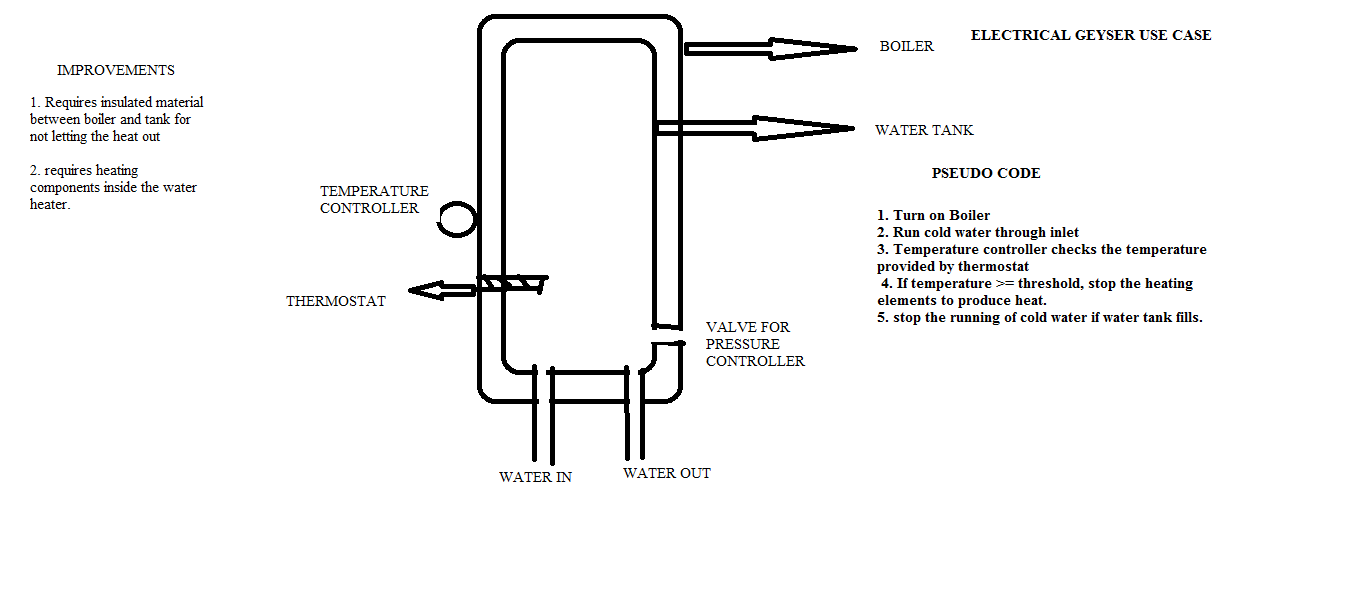 ELECTRICAL GEYSER USE CASE
BOILER
IMPROVEMENTS
1. Requires insulated material
between boiler and tank for
not letting the heat out
2. requires heating
components inside the water
heater.
WATER TANK
PSEUDO CODE
1. Turn on Boiler
2. Run cold water through inlet
3. Temperature controller checks the temperature
provided by thermostat
4. If temperature >= threshold, stop the heating
elements to produce heat.
5. stop the running of cold water if water tank fills.
TEMPERATURE
CONTROLLER
THERMOSTAT
VALVE FOR
PRESSURE
CONTROLLER
WATER IN
WATER OUT